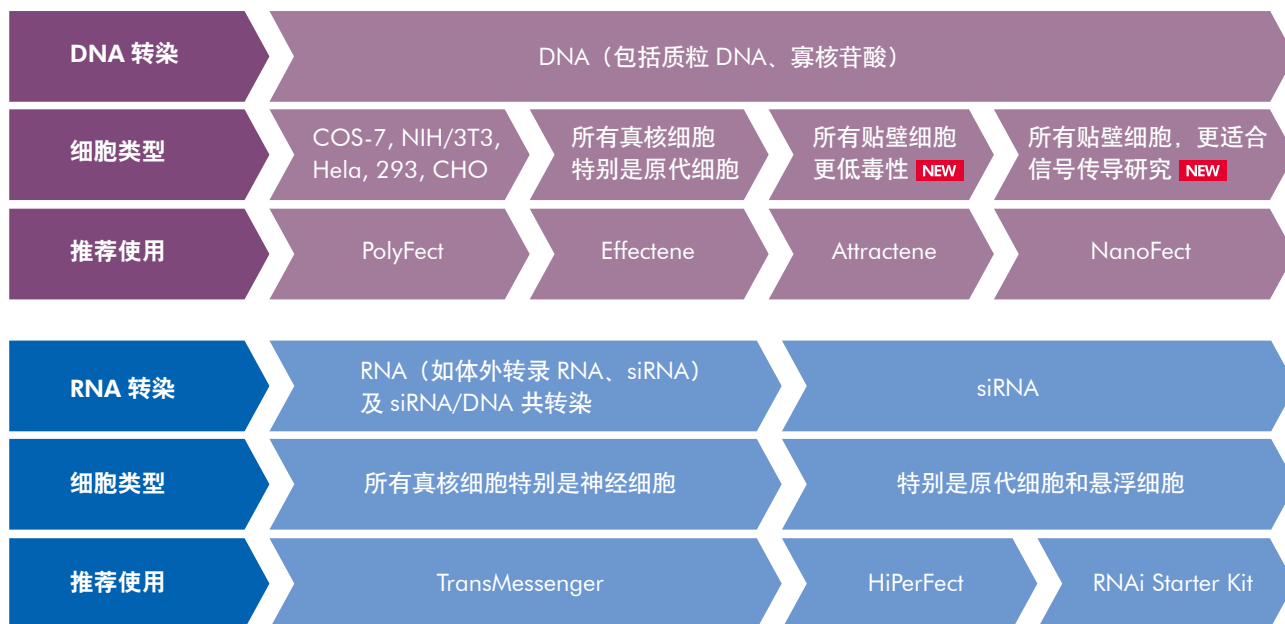 DNA 转染
DNA（包括质粒 DNA、寡核苷酸）
细胞类型
COS-7, NIH/3T3,
Hela, 293, CHO
所有真核细胞
特别是原代细胞
所有贴壁细胞
更低毒性 NEW
所有贴壁细胞，更适合
信号传导研究 NEW
推荐使用
PolyFect
Effectene
Attractene
NanoFect
RNA 转染
RNA（如体外转录 RNA、siRNA）
及 siRNA/DNA 共转染
siRNA
细胞类型
所有真核细胞特别是神经细胞
特别是原代细胞和悬浮细胞
推荐使用
TransMessenger
HiPerFect
RNAi Starter Kit